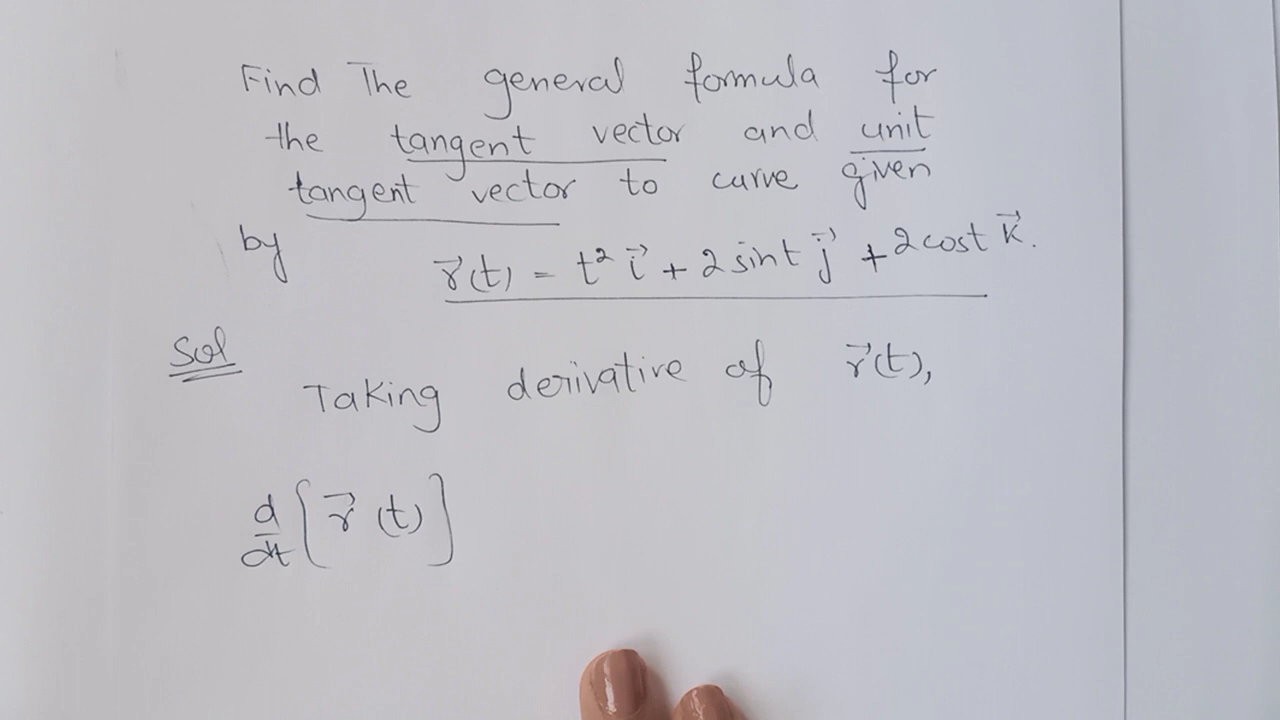 Find The general formula for
the tangent vector and unit
tangent vector to curve given
by r⃗(t) = t² i⃗ + 2 sint j⃗ + 2 cost k⃗.
Sol
Taking derivative of r⃗(t),
d/dt [r⃗ (t)]